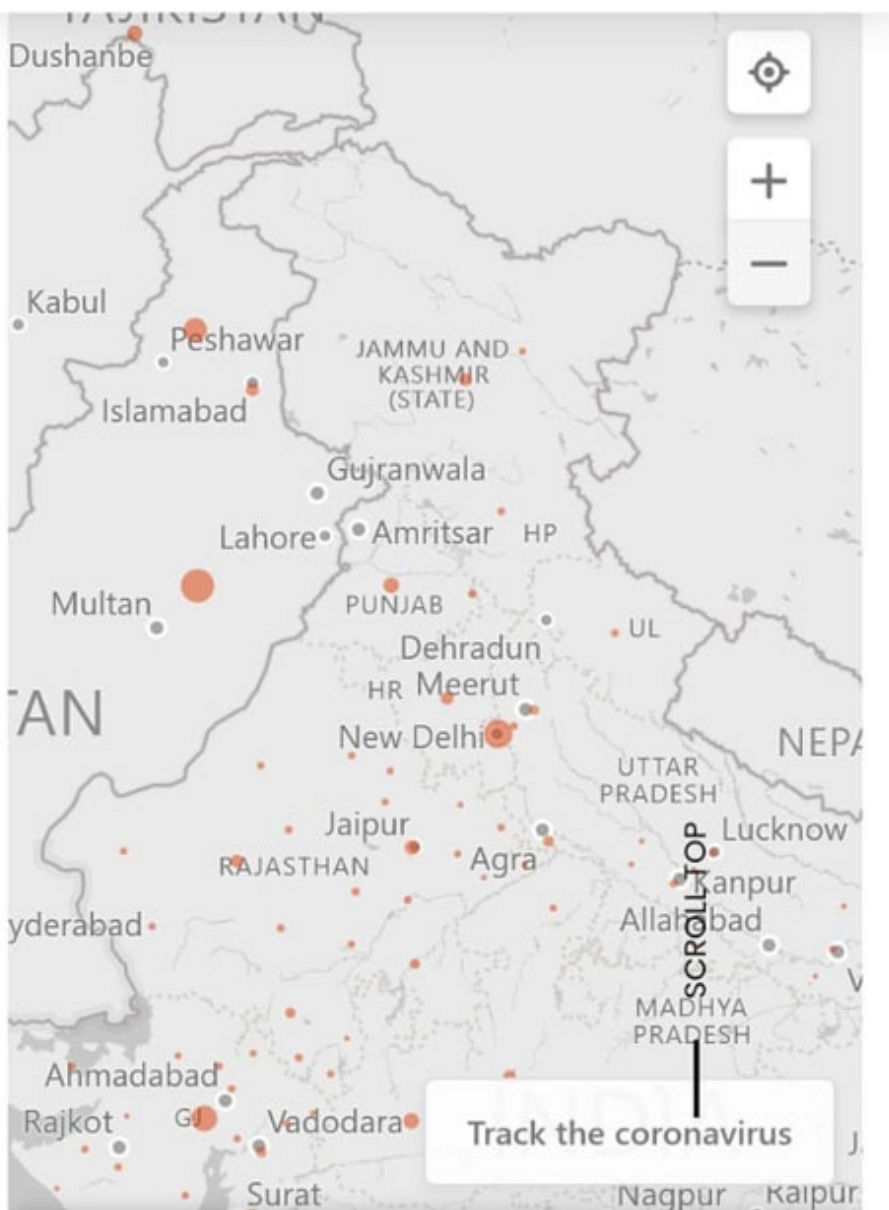 TAJIKISTAN
Dushanbe
Kabul
Peshawar
JAMMU AND
KASHMIR
(STATE)
Islamabad
Gujranwala
Lahore
Amritsar
HP
Multan
PUNJAB
UL
Dehradun
HR
Meerut
TAN
New Delhi
NEPA
UTTAR
PRADESH
Jaipur
Lucknow
RAJASTHAN
Agra
Kanpur
yderabad
Allahabad
SCROLL TOP
V
MADHYA
PRADESH
Ahmadabad
Rajkot
GJ
Vadodara
Track the coronavirus
J
Surat
Nagpur
Raipur